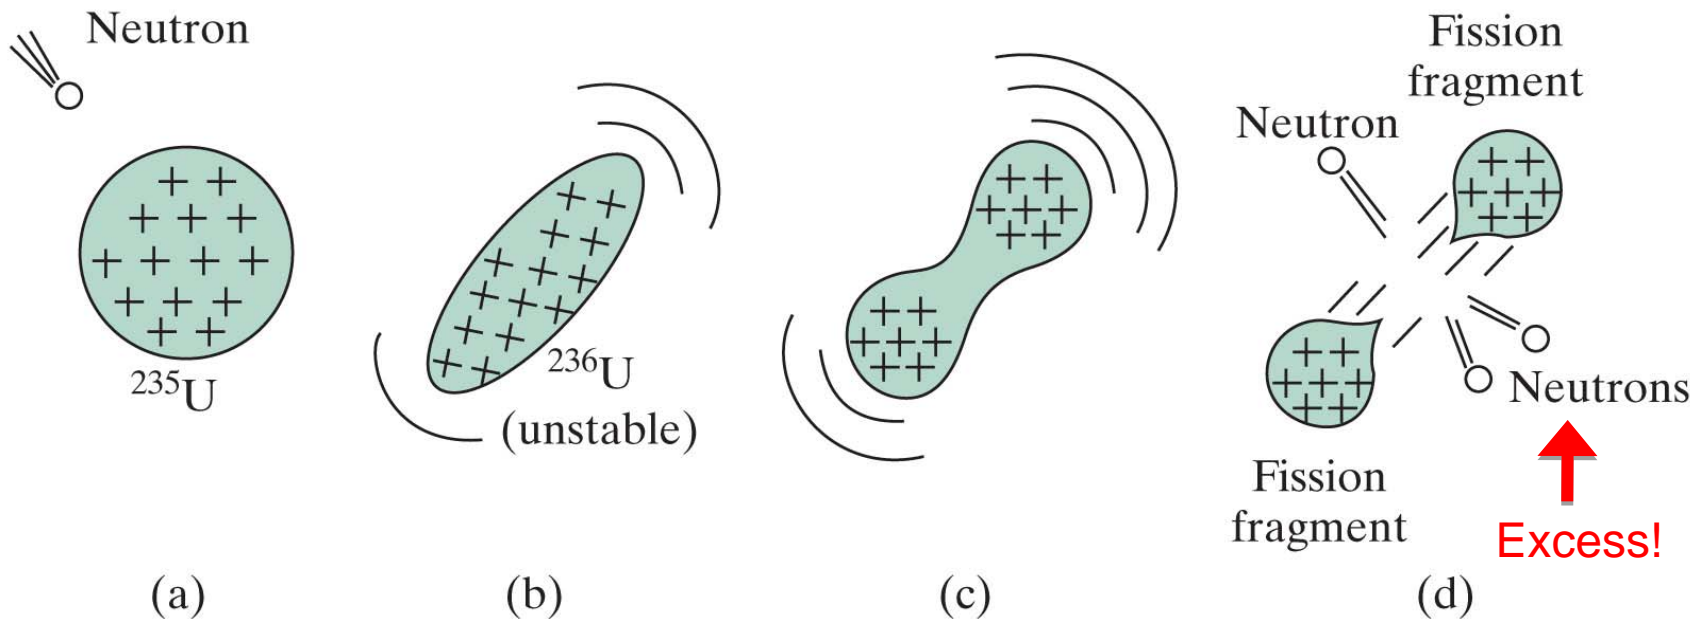 Neutron
²³⁵U
(a)
²³⁶U
(unstable)
(b)
(c)
Fission
fragment
Neutron
Neutrons
Fission
fragment
Excess!
(d)